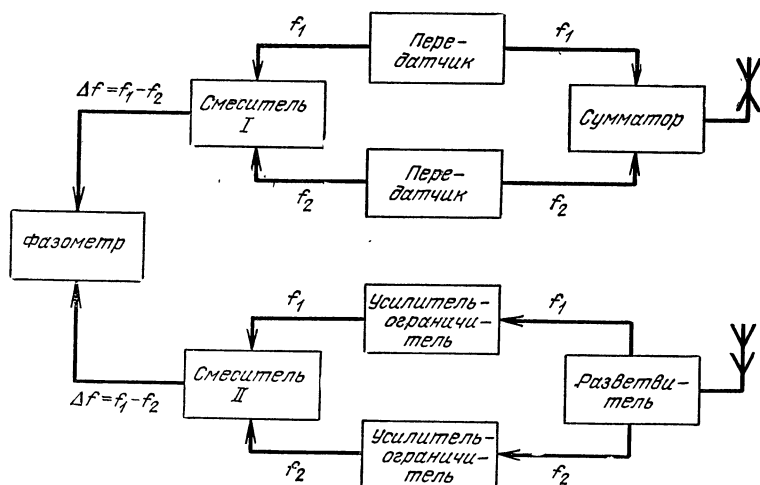 f₁
Пере-
датчик
f₁
Δf = f₁-f₂
Смеситель
I
Сумматор
f₂
Пере-
датчик
f₂
Фазометр
f₁
Усилитель-
ограничи-
тель
f₁
Смеситель
II
Разветви-
тель
Δf = f₁-f₂
f₂
Усилитель-
ограничи-
тель
f₂